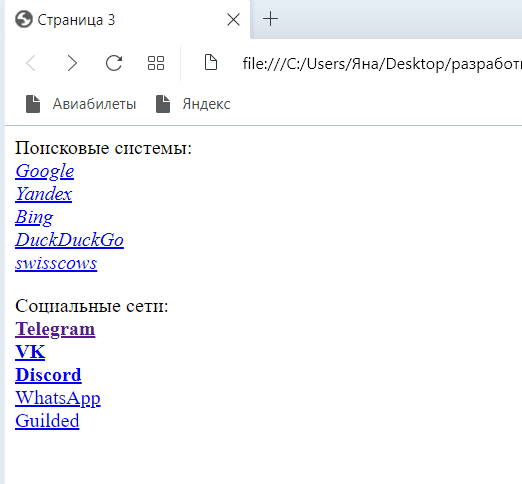 Страница 3
file:///C:/Users/Яна/Desktop/разработ
Авиабилеты Яндекс
Поисковые системы:
Google
Yandex
Bing
DuckDuckGo
swisscows
Социальные сети:
Telegram
VK
Discord
WhatsApp
Guilded